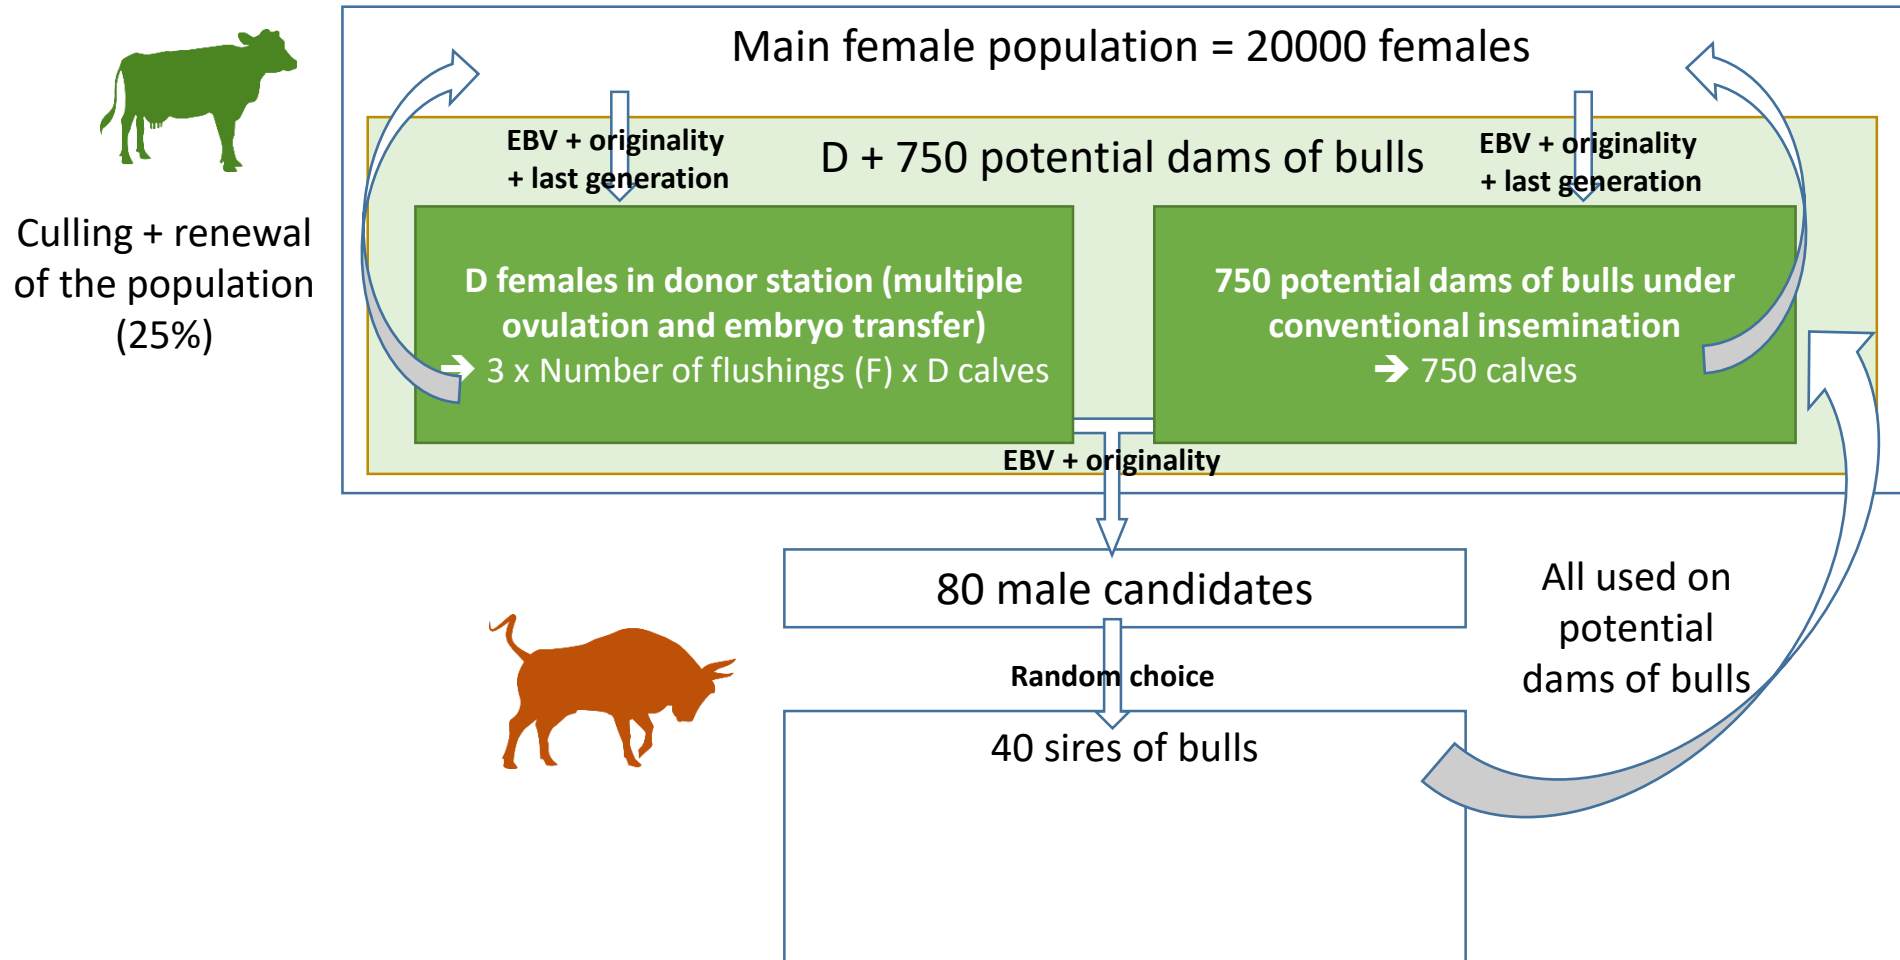 Main female population = 20000 females
EBV + originality
+ last generation
D + 750 potential dams of bulls
EBV + originality
+ last generation
Culling + renewal
of the population
(25%)
D females in donor station (multiple
ovulation and embryo transfer)
➔ 3 x Number of flushings (F) x D calves
750 potential dams of bulls under
conventional insemination
➔ 750 calves
EBV + originality
80 male candidates
Random choice
40 sires of bulls
All used on
potential
dams of bulls